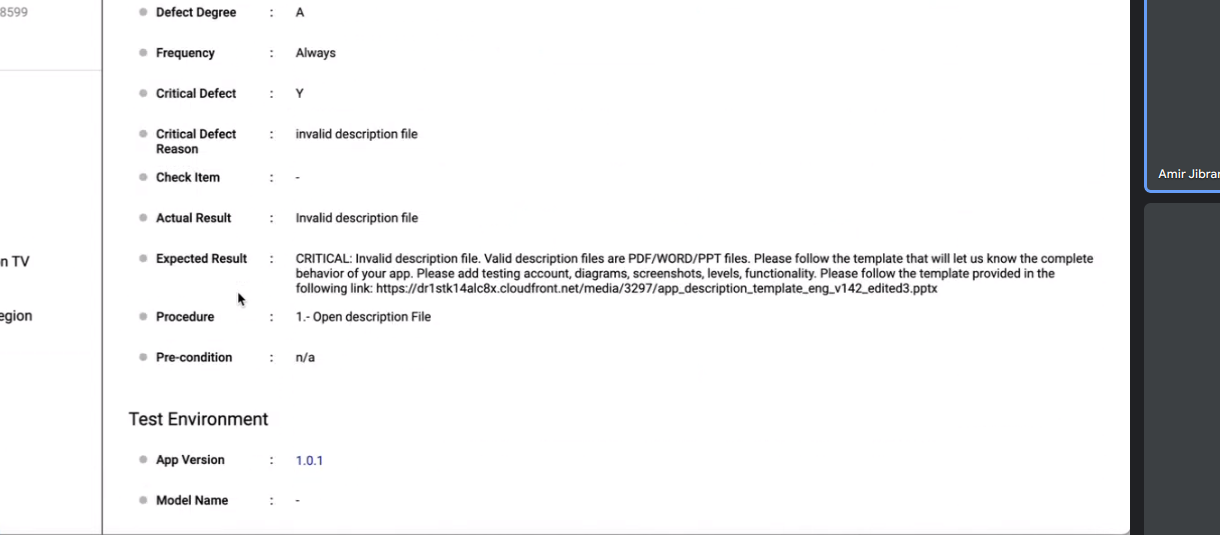 8599
Defect Degree : A
Frequency : Always
Critical Defect : Y
Critical Defect : invalid description file
Reason
Amir Jibra
Check Item : -
Actual Result : Invalid description file
n TV
Expected Result : CRITICAL: Invalid description file. Valid description files are PDF/WORD/PPT files. Please follow the template that will let us know the complete
behavior of your app. Please add testing account, diagrams, screenshots, levels, functionality. Please follow the template provided in the
following link: https://dr1stk14alc8x.cloudfront.net/media/3297/app_description_template_eng_v142_edited3.pptx
egion
Procedure : 1.- Open description File
Pre-condition : n/a
Test Environment
App Version : 1.0.1
Model Name : -